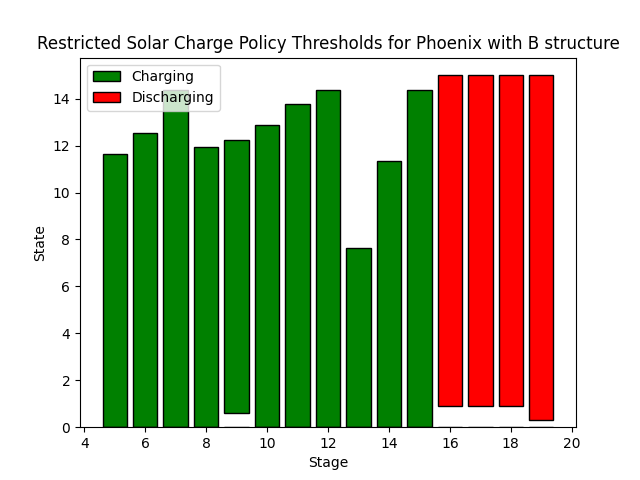 Restricted Solar Charge Policy Thresholds for Phoenix with B structure
Charging
Discharging
14
12
10
8
6
4
2
0
State
4 6 8 10 12 14 16 18 20
Stage